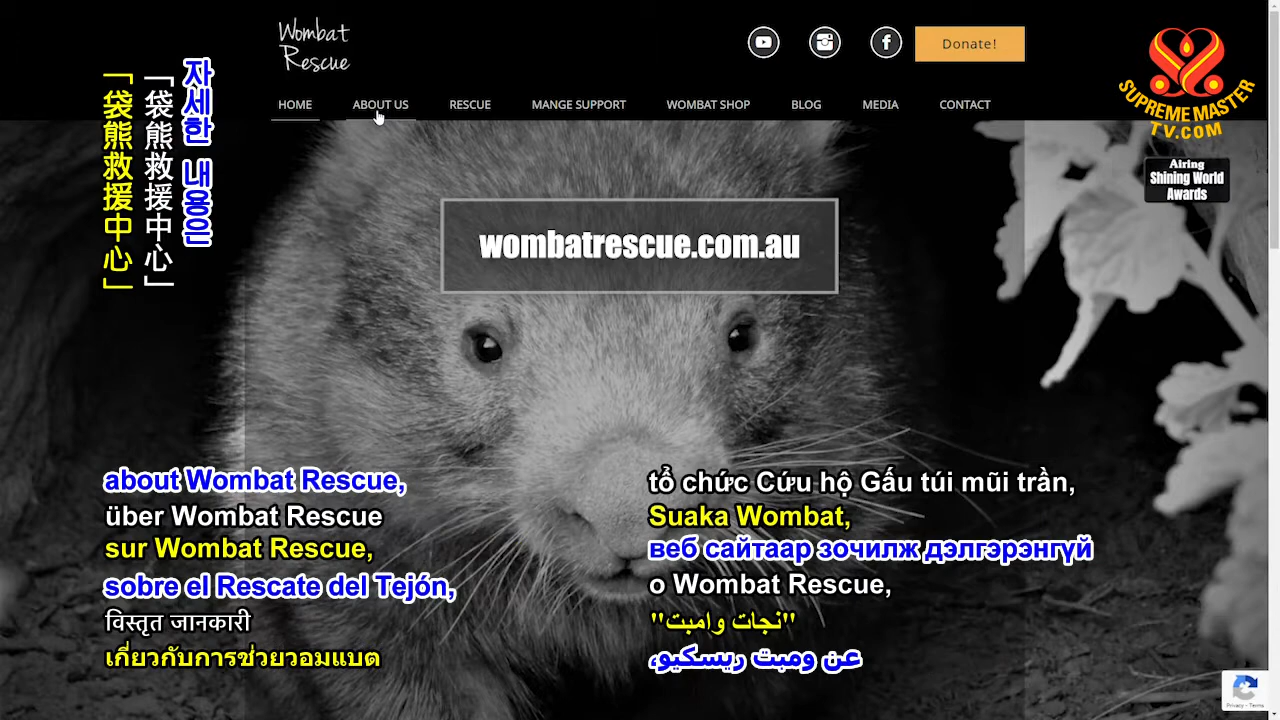 Wombat
Rescue
Donate!
HOME ABOUT US RESCUE MANGE SUPPORT WOMBAT SHOP BLOG MEDIA CONTACT
SUPREME MASTER
TV.COM
Airing
Shining World
Awards
자세한 내용은
「袋熊救援中心」
「袋熊救援中心」
wombatrescue.com.au
about Wombat Rescue,
über Wombat Rescue
sur Wombat Rescue,
sobre el Rescate del Tejón,
विस्तृत जानकारी
เกี่ยวกับการช่วยวอมแบต
tổ chức Cứu hộ Gấu túi mũi trần,
Suaka Wombat,
веб сайтаар зочилж дэлгэрэнгүй
o Wombat Rescue,
"نجات وامبت"
عن ومبت ريسكيو،
Privacy - Terms